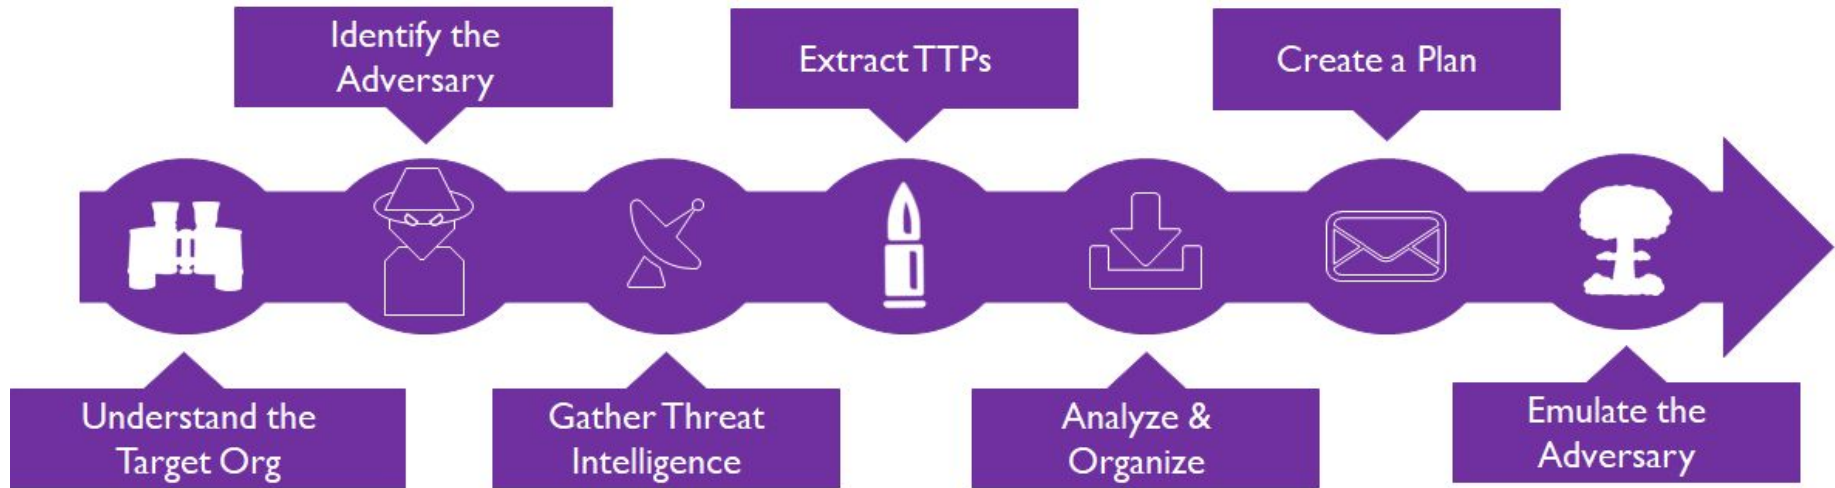 Understand the
Target Org
Identify the
Adversary
Gather Threat
Intelligence
Extract TTPs
Analyze &
Organize
Create a Plan
Emulate the
Adversary